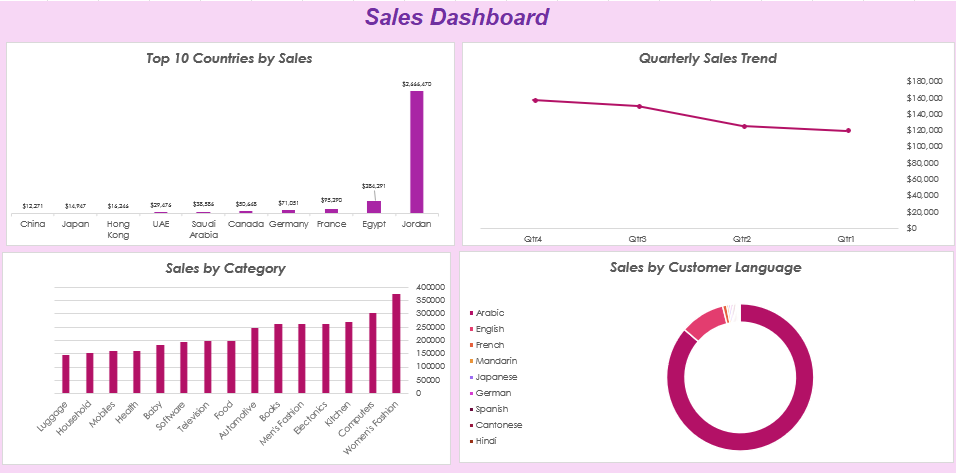 Sales Dashboard
Top 10 Countries by Sales
$2,666,470
$284,291
$95,290
$71,051
$50,648
$38,586
$29,476
$16,246
$14,947
$12,271
China Japan Hong Kong UAE Saudi Arabia Canada Germany France Egypt Jordan
Quarterly Sales Trend
$180,000
$160,000
$140,000
$120,000
$100,000
$80,000
$60,000
$40,000
$20,000
$0
Qtr4 Qtr3 Qtr2 Qtr1
Sales by Category
400000
350000
300000
250000
200000
150000
100000
50000
0
Luggage
Household
Mobiles
Health
Baby
Software
Television
Food
Automotive
Books
Men's Fashion
Electonics
Kitchen
Computers
Women's Fashion
Sales by Customer Language
Arabic
English
French
Mandarin
Japanese
German
Spanish
Cantonese
Hindi